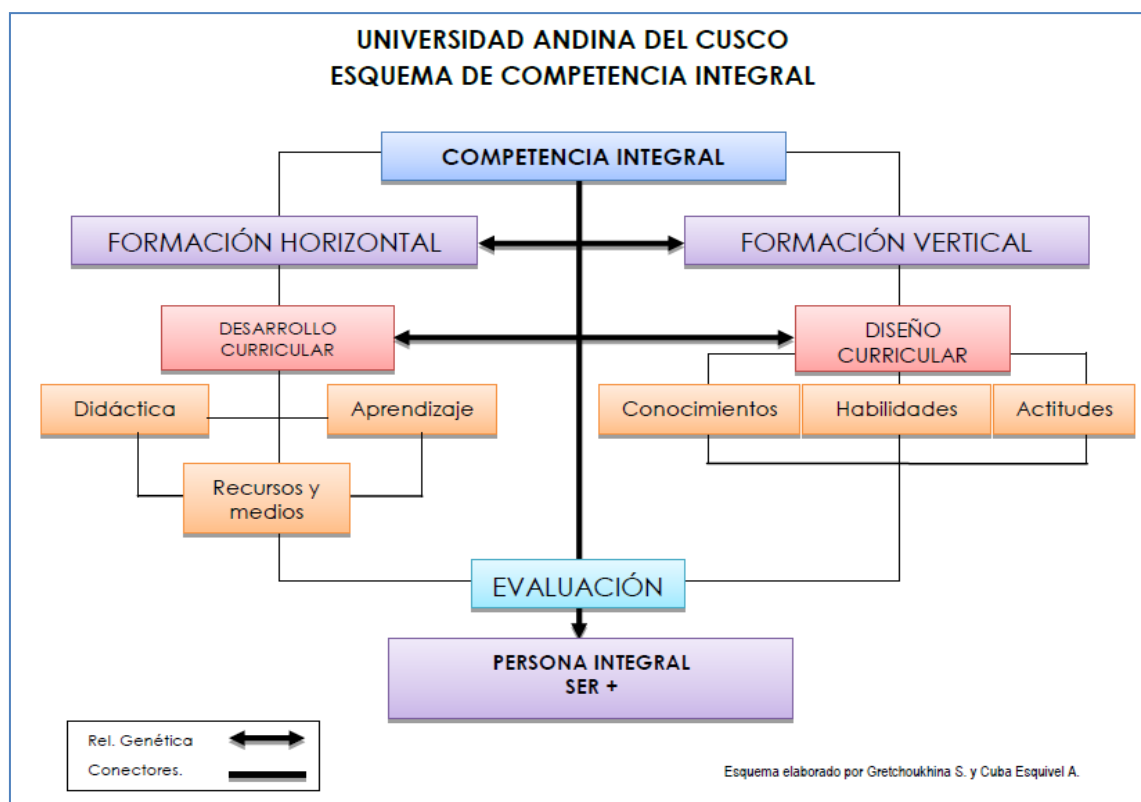 UNIVERSIDAD ANDINA DEL CUSCO
ESQUEMA DE COMPETENCIA INTEGRAL
COMPETENCIA INTEGRAL
FORMACIÓN HORIZONTAL
FORMACIÓN VERTICAL
DESARROLLO
CURRICULAR
DISEÑO
CURRICULAR
Didáctica
Aprendizaje
Conocimientos
Habilidades
Actitudes
Recursos y
medios
EVALUACIÓN
PERSONA INTEGRAL
SER +
Rel. Genética
Conectores.
Esquema elaborado por Gretchoukhina S. y Cuba Esquivel A.